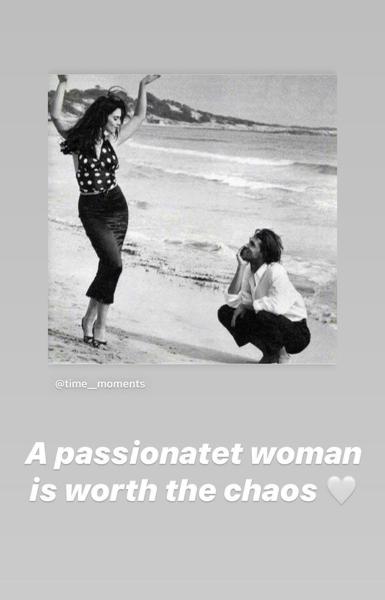 @time__moments
A passionatet woman
is worth the chaos 🤍